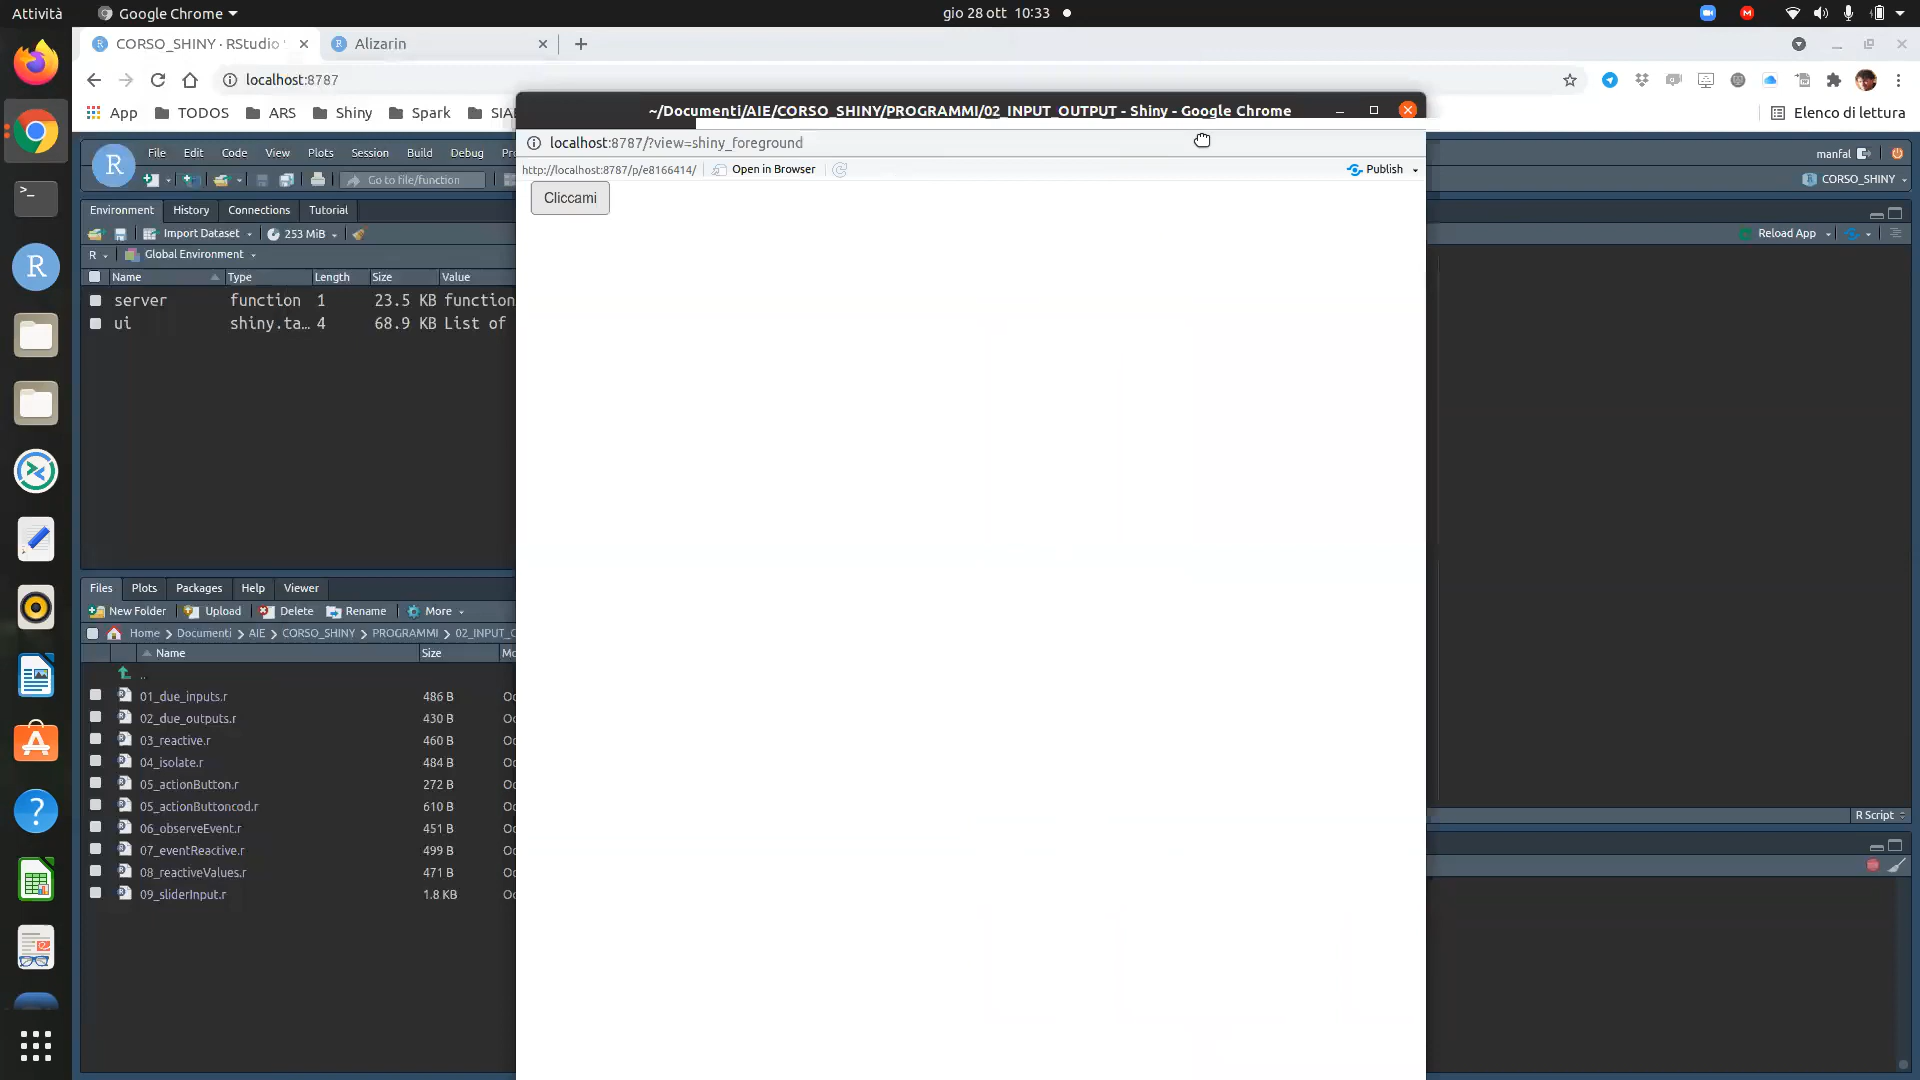 Attività
Google Chrome
gio 28 ott 10:33
CORSO_SHINY · RStudio
Alizarin
localhost:8787
App
TODOS
ARS
Shiny
Spark
Elenco di lettura
~/Documenti/AIE/CORSO_SHINY/PROGRAMMI/02_INPUT_OUTPUT - Shiny - Google Chrome
localhost:8787/?view=shiny_foreground
http://localhost:8787/p/e8166414/
Open in Browser
Publish
Cliccami
R
File Edit Code View Plots Session Build Debug
manfal
Go to file/function
CORSO_SHINY
Environment History Connections Tutorial
Import Dataset
253 MiB
Reload App
R
Global Environment
Name Type Length Size Value
server function 1 23.5 KB function
ui shiny.ta… 4 68.9 KB List of
Files Plots Packages Help Viewer
New Folder Upload Delete Rename More
Home Documenti AIE CORSO_SHINY PROGRAMMI
Name Size
..
01_due_inputs.r 486 B
02_due_outputs.r 430 B
03_reactive.r 460 B
04_isolate.r 484 B
05_actionButton.r 272 B
05_actionButtoncod.r 610 B
06_observeEvent.r 451 B
07_eventReactive.r 499 B
08_reactiveValues.r 471 B
09_sliderInput.r 1.8 KB
R Script